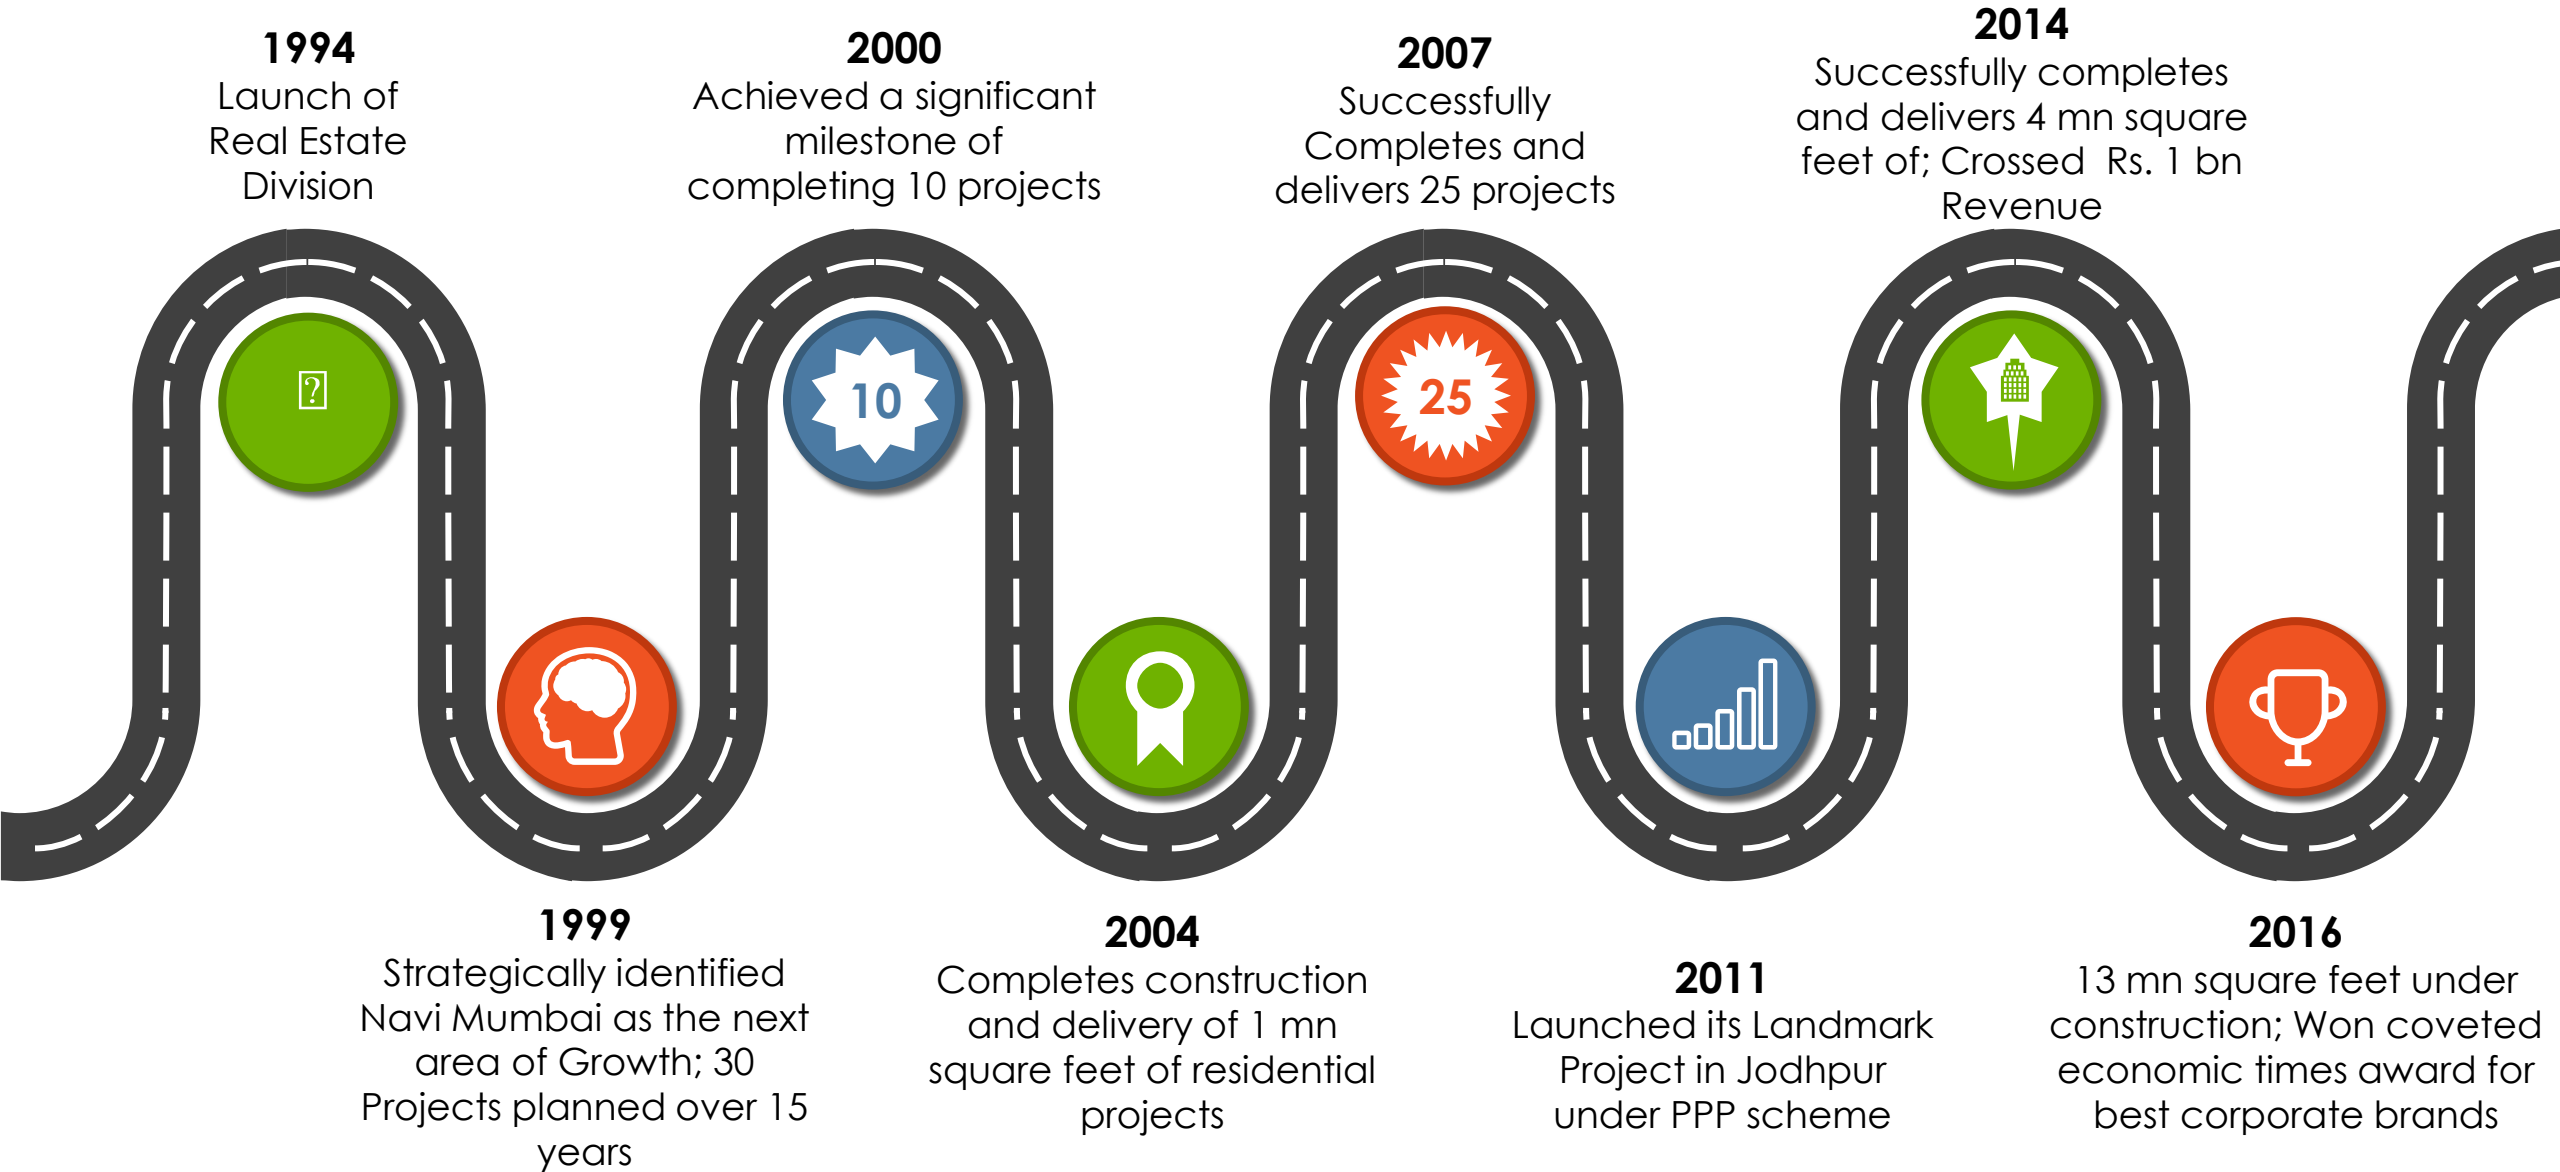 1994
Launch of
Real Estate
Division
2000
Achieved a significant
milestone of
completing 10 projects
2007
Successfully
Completes and
delivers 25 projects
2014
Successfully completes
and delivers 4 mn square
feet of; Crossed  Rs. 1 bn
Revenue
?
10
25
1999
Strategically identified
Navi Mumbai as the next
area of Growth; 30
Projects planned over 15
years
2004
Completes construction
and delivery of 1 mn
square feet of residential
projects
2011
Launched its Landmark
Project in Jodhpur
under PPP scheme
2016
13 mn square feet under
construction; Won coveted
economic times award for
best corporate brands